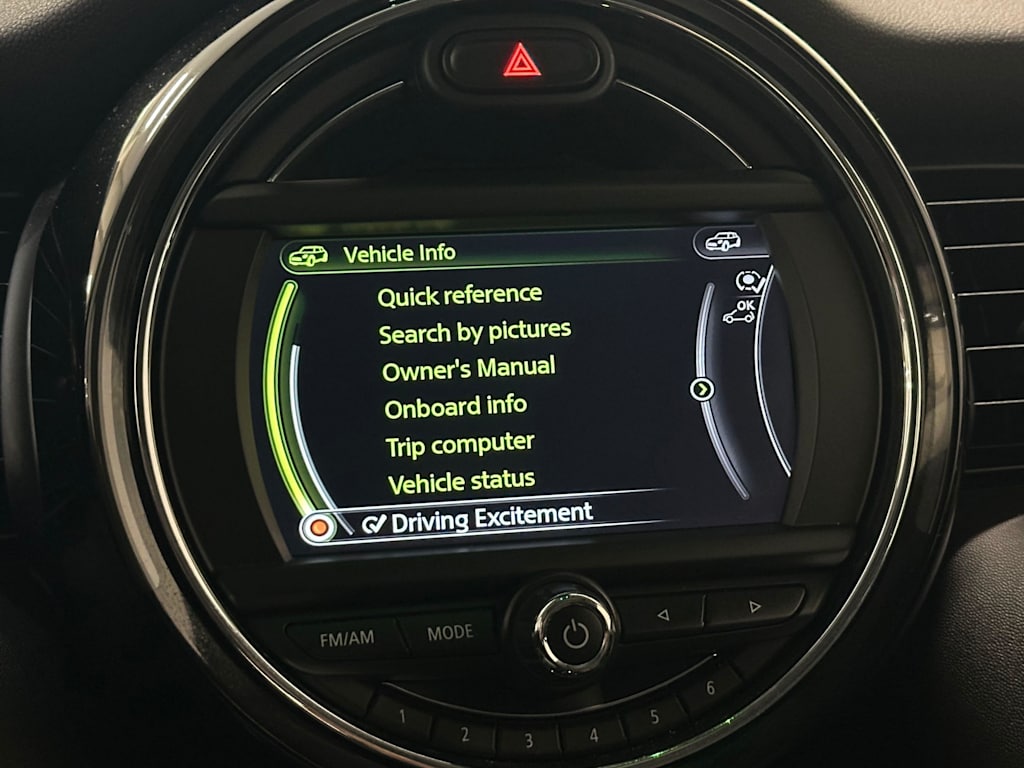 Vehicle Info
OK
Quick reference
Search by pictures
Owner's Manual
Onboard info
Trip computer
Vehicle status
Driving Excitement
FM/AM
MODE
1
2
3
4
5
6